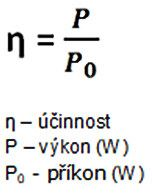 η = P / P₀
η – účinnost
P – výkon (W)
P₀ - příkon (W)